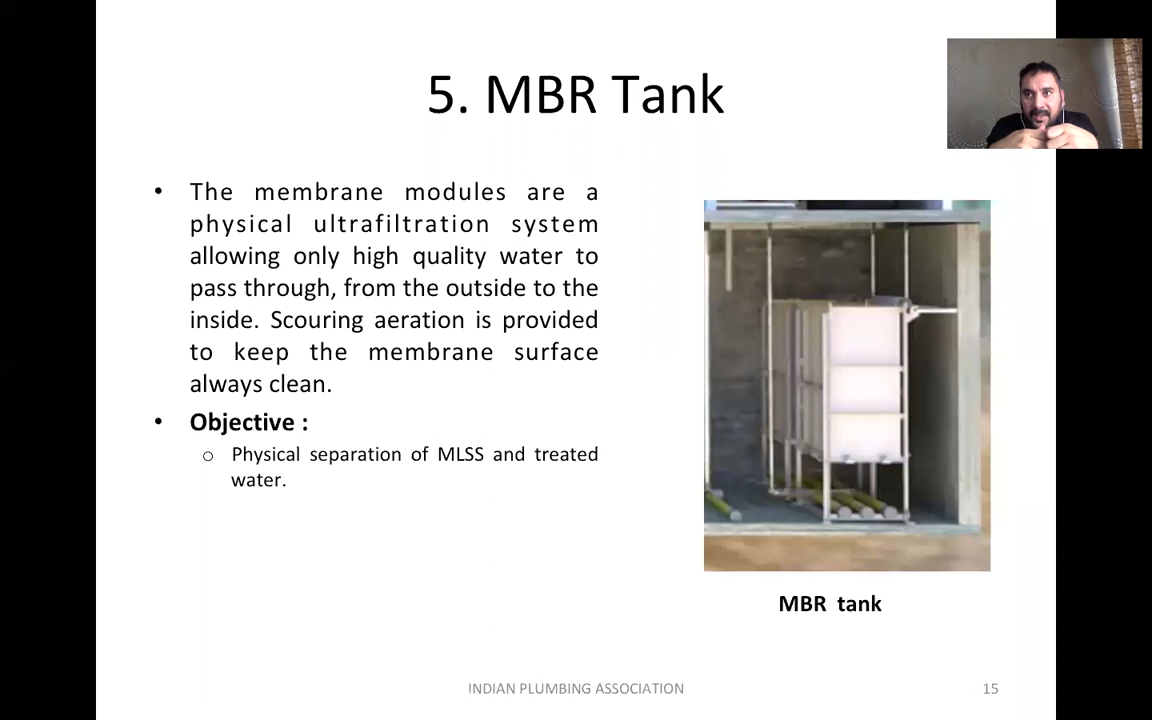 5. MBR Tank
• The membrane modules are a
physical ultrafiltration system
allowing only high quality water to
pass through, from the outside to the
inside. Scouring aeration is provided
to keep the membrane surface
always clean.
• Objective :
o Physical separation of MLSS and treated
water.
MBR tank
INDIAN PLUMBING ASSOCIATION
15